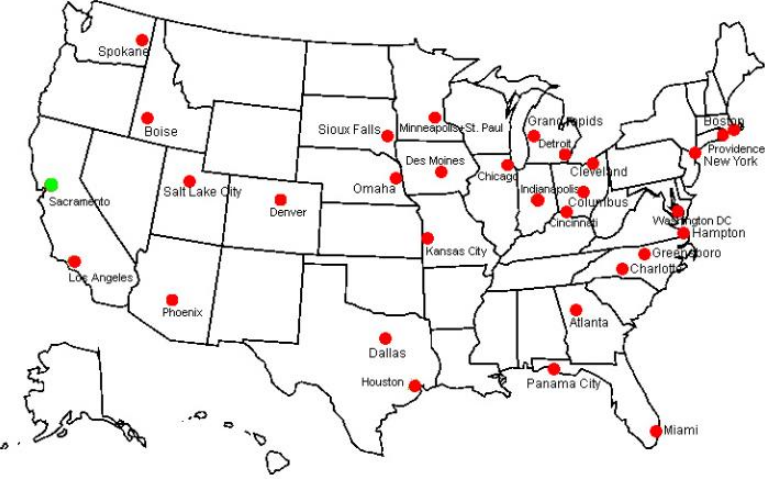 Spokane
Boise
Sioux Falls
Minneapolis-St. Paul
Grand rapids
Detroit
Boston
Providence
New York
Cleveland
Chicago
Des Moines
Omaha
Salt Lake City
Sacramento
Denver
Indianapolis
Columbus
Cincinnati
Washington DC
Hampton
Kansas City
Greensboro
Charlotte
Los Angeles
Phoenix
Atlanta
Dallas
Houston
Panama City
Miami